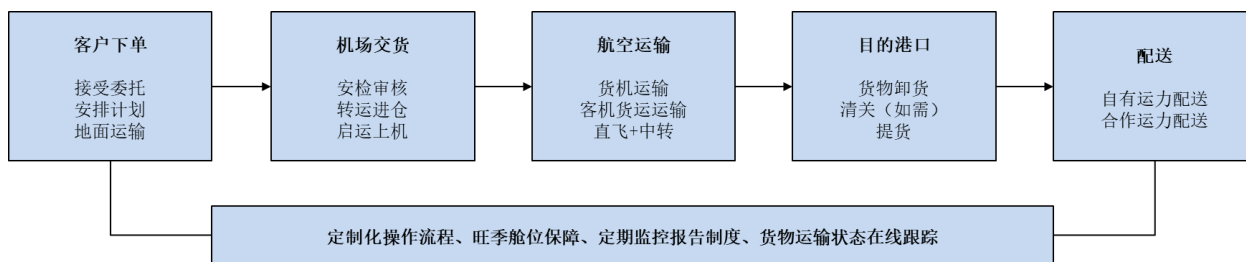 客户下单
接受委托
安排计划
地面运输
机场交货
安检审核
转运进仓
启运上机
航空运输
货机运输
客机货运运输
直飞+中转
目的港口
货物卸货
清关（如需）
提货
配送
自有运力配送
合作运力配送
定制化操作流程、旺季舱位保障、定期监控报告制度、货物运输状态在线跟踪